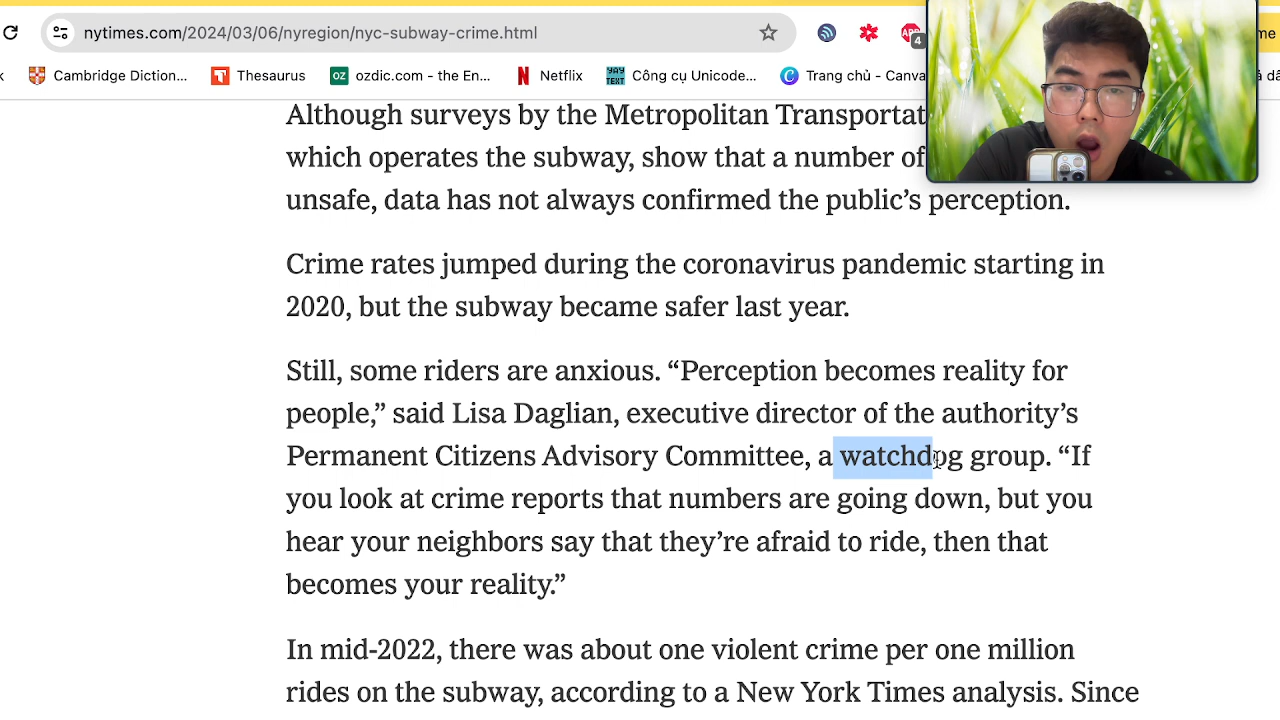 nytimes.com/2024/03/06/nyregion/nyc-subway-crime.html
ABP
4
me
k
Cambridge Diction...
T
Thesaurus
OZ
ozdic.com - the En...
N
Netflix
YAY
TEXT
Công cụ Unicode...
C
Trang chủ - Canva
Although surveys by the Metropolitan Transportat
which operates the subway, show that a number of
unsafe, data has not always confirmed the public’s perception.
Crime rates jumped during the coronavirus pandemic starting in
2020, but the subway became safer last year.
Still, some riders are anxious. “Perception becomes reality for
people,” said Lisa Daglian, executive director of the authority’s
Permanent Citizens Advisory Committee, a watchdog group. “If
you look at crime reports that numbers are going down, but you
hear your neighbors say that they’re afraid to ride, then that
becomes your reality.”
In mid-2022, there was about one violent crime per one million
rides on the subway, according to a New York Times analysis. Since